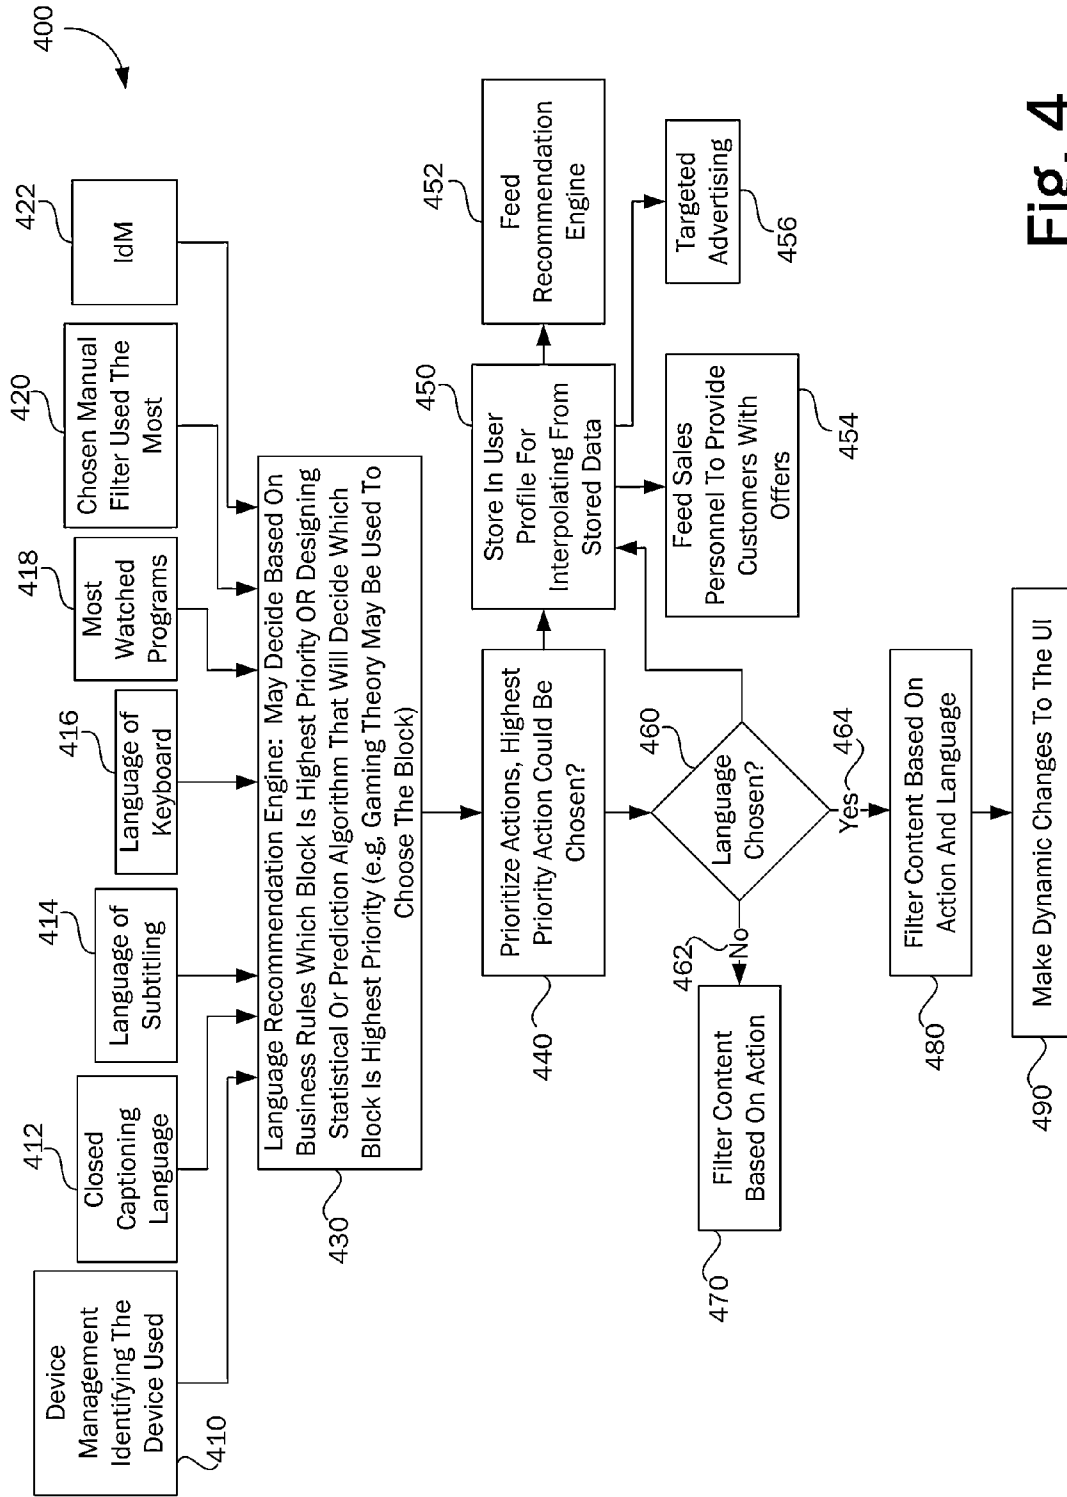 400
422
IdM
420
Chosen Manual
Filter Used The
Most
418
Most
Watched
Programs
416
Language of
Keyboard
414
Language of
Subtitling
412
Closed
Captioning
Language
Device
Management
Identifying The
Device Used
410
Language Recommendation Engine: May Decide Based On
Business Rules Which Block Is Highest Priority OR Designing
Statistical Or Prediction Algorithm That Will Decide Which
Block Is Highest Priority (e.g, Gaming Theory May Be Used To
Choose The Block)
430
Prioritize Actions, Highest
Priority Action Could Be
Chosen?
440
450
Store In User
Profile For
Interpolating From
Stored Data
452
Feed
Recommendation
Engine
Feed Sales
Personnel To Provide
Customers With
Offers
454
Targeted
Advertising
456
460
Language
Chosen?
462
No
Yes
464
Filter Content
Based On Action
470
Filter Content Based On
Action And Language
480
Make Dynamic Changes To The UI
490
Fig. 4